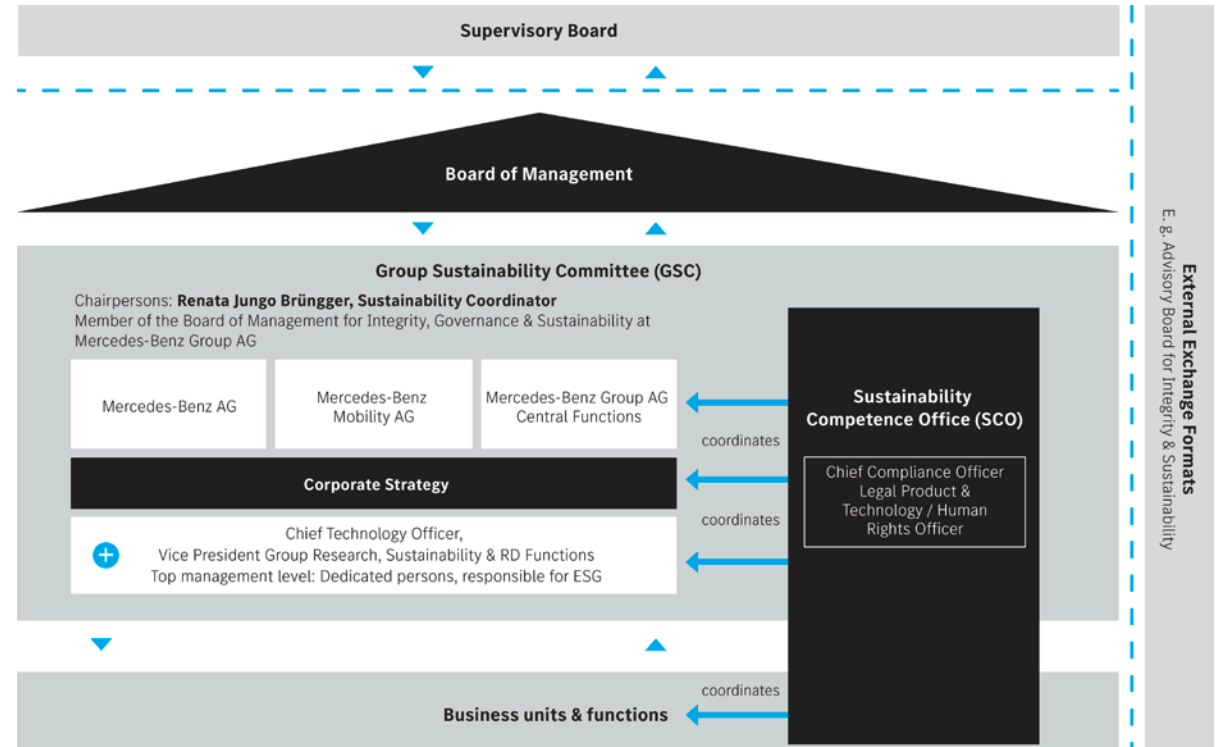 Supervisory Board
Board of Management
Group Sustainability Committee (GSC)
Chairpersons: Renata Jungo Brüngger, Sustainability Coordinator
Member of the Board of Management for Integrity, Governance & Sustainability at
Mercedes-Benz Group AG
Mercedes-Benz AG
Mercedes-Benz
Mobility AG
Mercedes-Benz Group AG
Central Functions
coordinates
Corporate Strategy
coordinates
Chief Technology Officer,
Vice President Group Research, Sustainability & RD Functions
Top management level: Dedicated persons, responsible for ESG
Sustainability
Competence Office (SCO)
Chief Compliance Officer
Legal Product &
Technology / Human
Rights Officer
coordinates
Business units & functions
External Exchange Formats
E. g. Advisory Board for Integrity & Sustainability